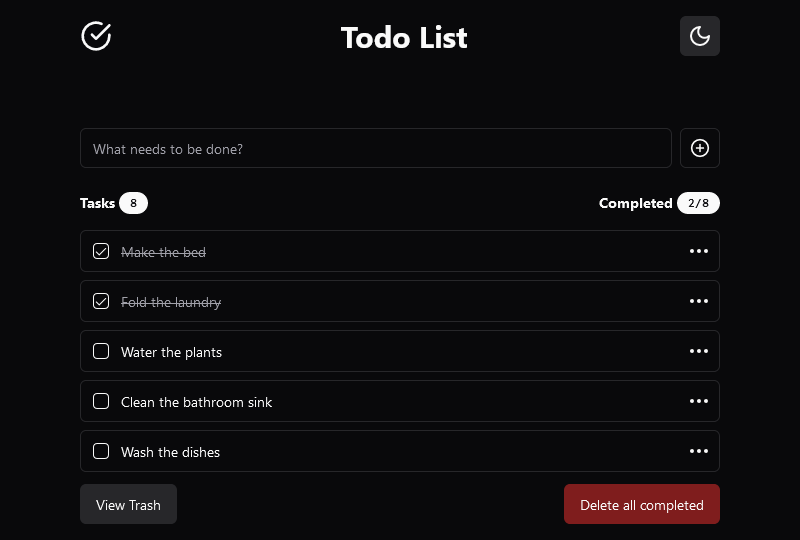 Todo List
What needs to be done?
Tasks 8 Completed 2/8
Make the bed
Fold the laundry
Water the plants
Clean the bathroom sink
Wash the dishes
View Trash Delete all completed